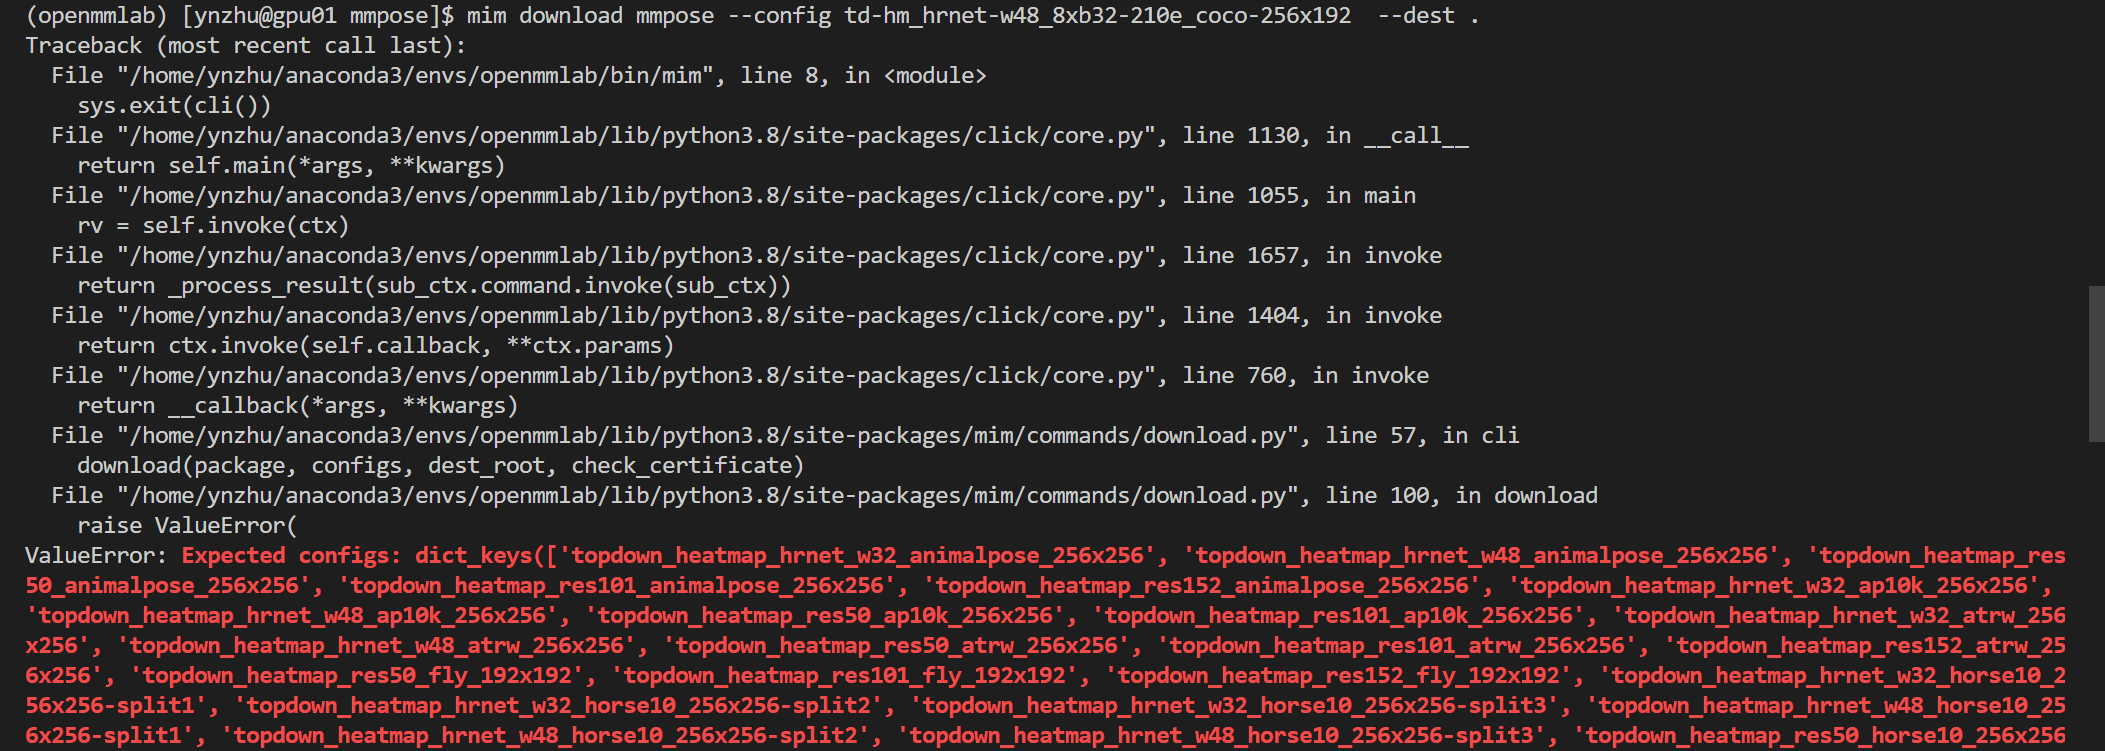 (openmmlab) [ynzhu@gpu01 mmpose]$ mim download mmpose --config td-hm_hrnet-w48_8xb32-210e_coco-256x192  --dest .
Traceback (most recent call last):
  File "/home/ynzhu/anaconda3/envs/openmmlab/bin/mim", line 8, in <module>
    sys.exit(cli())
  File "/home/ynzhu/anaconda3/envs/openmmlab/lib/python3.8/site-packages/click/core.py", line 1130, in __call__
    return self.main(*args, **kwargs)
  File "/home/ynzhu/anaconda3/envs/openmmlab/lib/python3.8/site-packages/click/core.py", line 1055, in main
    rv = self.invoke(ctx)
  File "/home/ynzhu/anaconda3/envs/openmmlab/lib/python3.8/site-packages/click/core.py", line 1657, in invoke
    return _process_result(sub_ctx.command.invoke(sub_ctx))
  File "/home/ynzhu/anaconda3/envs/openmmlab/lib/python3.8/site-packages/click/core.py", line 1404, in invoke
    return ctx.invoke(self.callback, **ctx.params)
  File "/home/ynzhu/anaconda3/envs/openmmlab/lib/python3.8/site-packages/click/core.py", line 760, in invoke
    return __callback(*args, **kwargs)
  File "/home/ynzhu/anaconda3/envs/openmmlab/lib/python3.8/site-packages/mim/commands/download.py", line 57, in cli
    download(package, configs, dest_root, check_certificate)
  File "/home/ynzhu/anaconda3/envs/openmmlab/lib/python3.8/site-packages/mim/commands/download.py", line 100, in download
    raise ValueError(
ValueError: Expected configs: dict_keys(['topdown_heatmap_hrnet_w32_animalpose_256x256', 'topdown_heatmap_hrnet_w48_animalpose_256x256', 'topdown_heatmap_res
50_animalpose_256x256', 'topdown_heatmap_res101_animalpose_256x256', 'topdown_heatmap_res152_animalpose_256x256', 'topdown_heatmap_hrnet_w32_ap10k_256x256',
'topdown_heatmap_hrnet_w48_ap10k_256x256', 'topdown_heatmap_res50_ap10k_256x256', 'topdown_heatmap_res101_ap10k_256x256', 'topdown_heatmap_hrnet_w32_atrw_256
x256', 'topdown_heatmap_hrnet_w48_atrw_256x256', 'topdown_heatmap_res50_atrw_256x256', 'topdown_heatmap_res101_atrw_256x256', 'topdown_heatmap_res152_atrw_25
6x256', 'topdown_heatmap_res50_fly_192x192', 'topdown_heatmap_res101_fly_192x192', 'topdown_heatmap_res152_fly_192x192', 'topdown_heatmap_hrnet_w32_horse10_2
56x256-split1', 'topdown_heatmap_hrnet_w32_horse10_256x256-split2', 'topdown_heatmap_hrnet_w32_horse10_256x256-split3', 'topdown_heatmap_hrnet_w48_horse10_25
6x256-split1', 'topdown_heatmap_hrnet_w48_horse10_256x256-split2', 'topdown_heatmap_hrnet_w48_horse10_256x256-split3', 'topdown_heatmap_res50_horse10_256x256